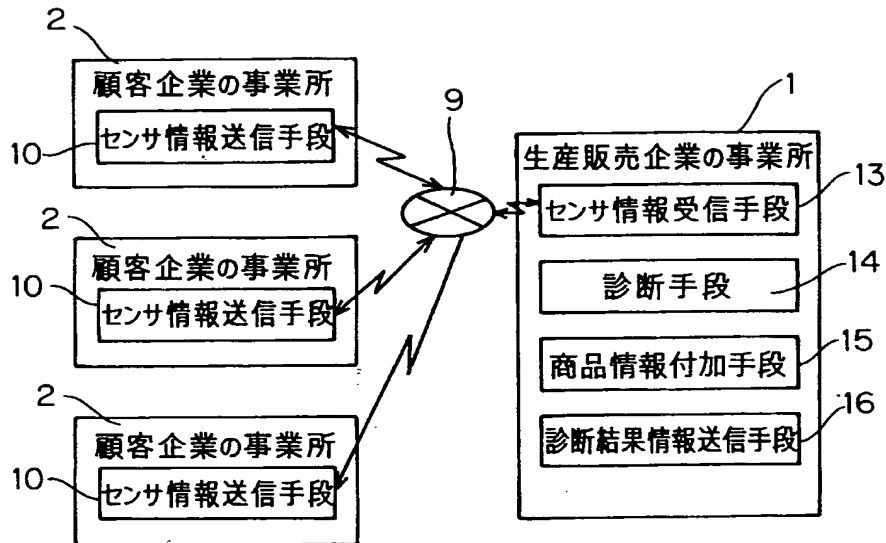 2
顧客企業の事業所
10
センサ情報送信手段
2
顧客企業の事業所
10
センサ情報送信手段
2
顧客企業の事業所
10
センサ情報送信手段
9
1
生産販売企業の事業所
センサ情報受信手段
13
診断手段
14
商品情報付加手段
15
診断結果情報送信手段
16